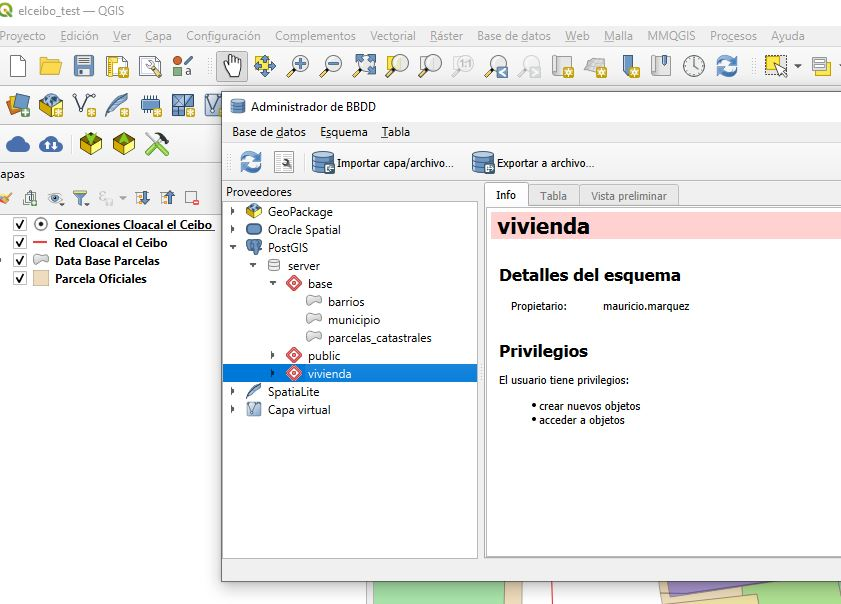 elceibo_test — QGIS
Proyecto Edición Ver Capa Configuración Complementos Vectorial Ráster Base de datos Web Malla MMQGIS Procesos Ayuda
Administrador de BBDD
Base de datos Esquema Tabla
Importar capa/archivo... Exportar a archivo...
apas
Conexiones Cloacal el Ceibo
Red Cloacal el Ceibo
Data Base Parcelas
Parcela Oficiales
Proveedores
GeoPackage
Oracle Spatial
PostGIS
server
base
barrios
municipio
parcelas_catastrales
public
vivienda
SpatiaLite
Capa virtual
Info Tabla Vista preliminar
vivienda
Detalles del esquema
Propietario: mauricio.marquez
Privilegios
El usuario tiene privilegios:
• crear nuevos objetos
• acceder a objetos